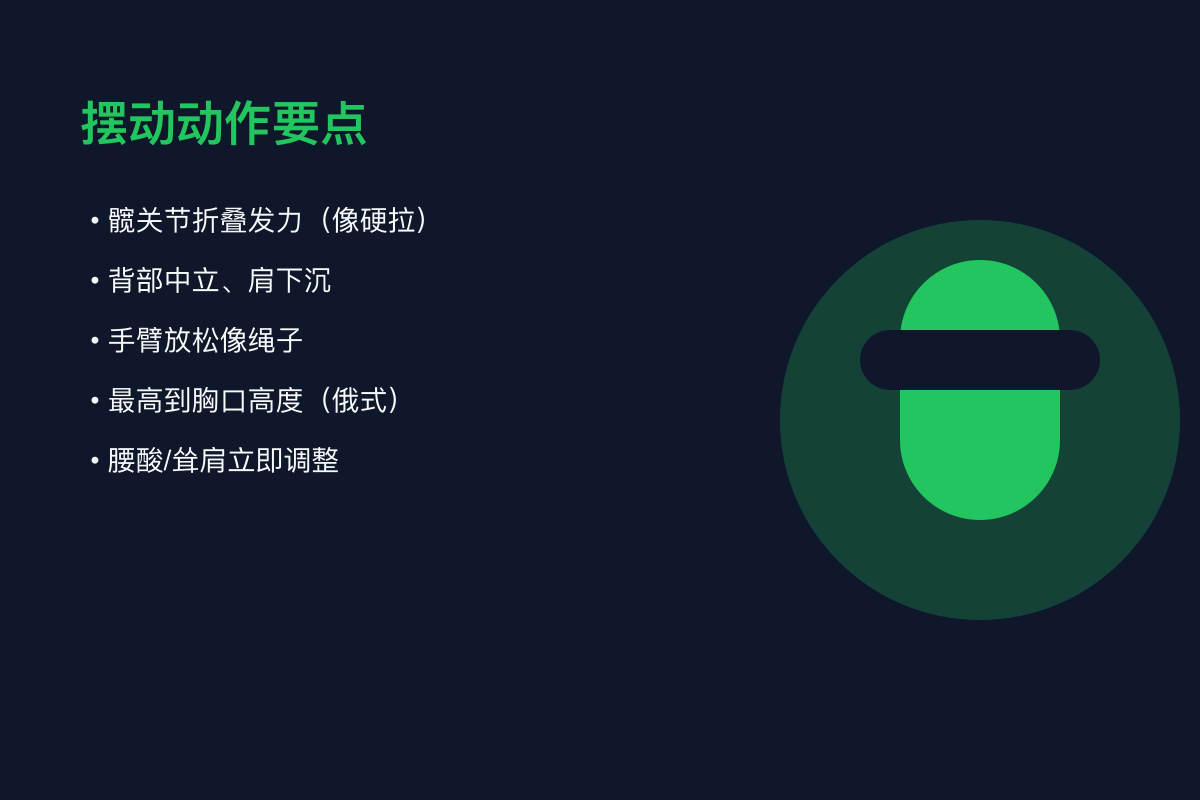 摆动动作要点
• 髋关节折叠发力（像硬拉）
• 背部中立、肩下沉
• 手臂放松像绳子
• 最高到胸口高度（俄式）
• 腰酸/耸肩立即调整